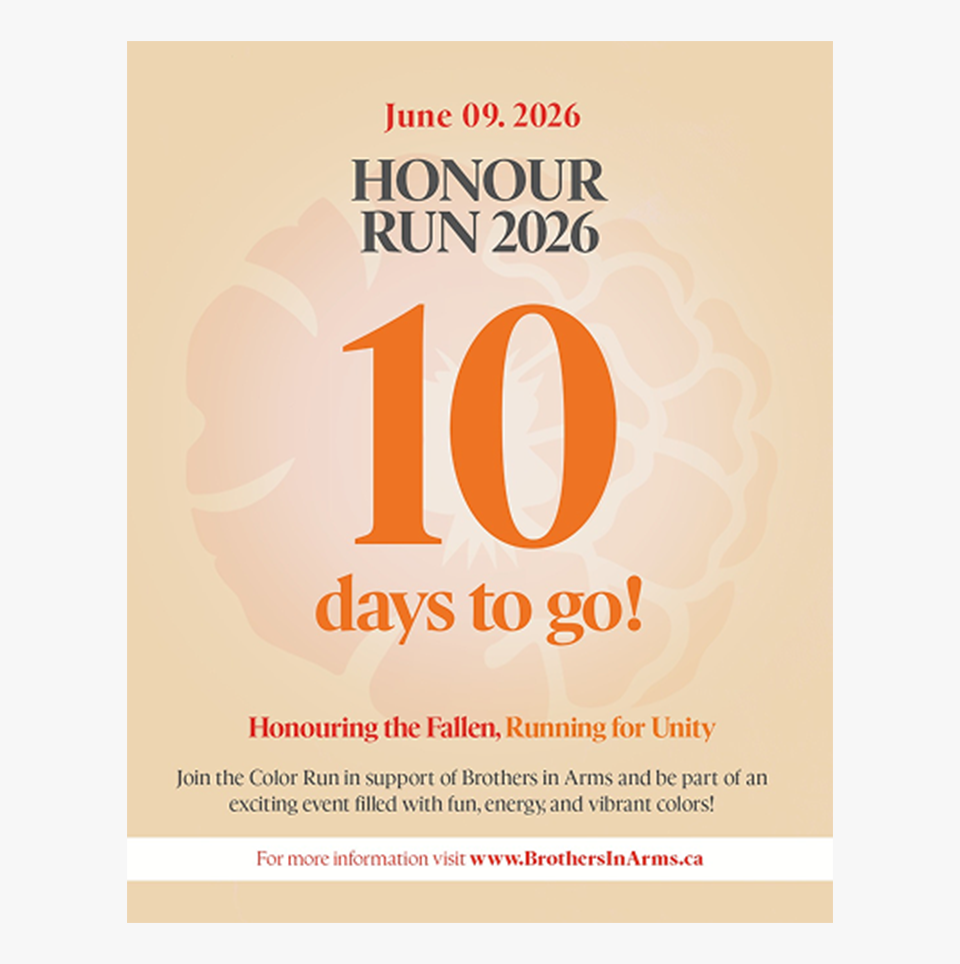 June 09. 2026
HONOUR
RUN 2026
10
days to go!
Honouring the Fallen, Running for Unity
Join the Color Run in support of Brothers in Arms and be part of an
exciting event filled with fun, energy, and vibrant colors!
For more information visit www.BrothersInArms.ca